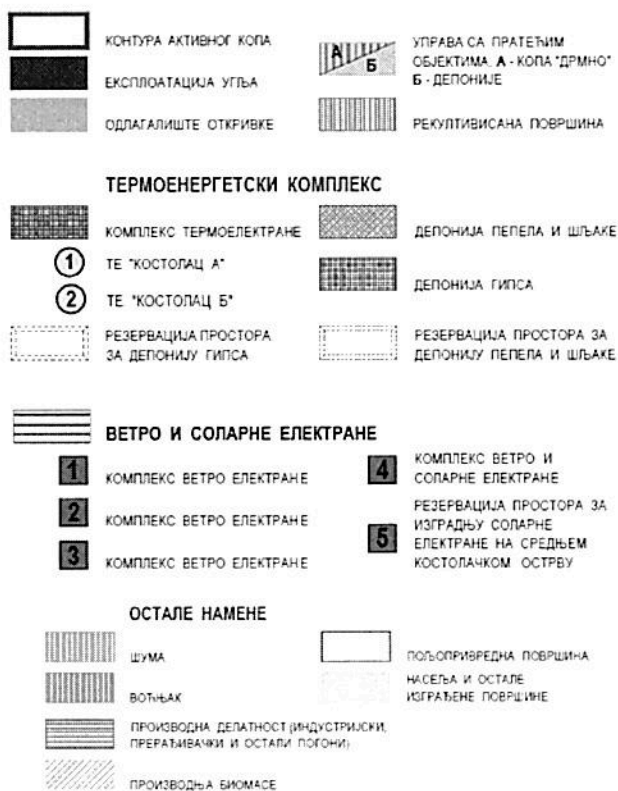 КОНТУРА АКТИВНОГ КОПА
ЕКСПЛОАТАЦИЈА УГЉА
ОДЛАГАЛИШТЕ ОТКРИВКЕ
А
Б
УПРАВА СА ПРАТЕЋИМ
ОБЈЕКТИМА: А - КОПА "ДРМНО"
Б - ДЕПОНИЈЕ
РЕКУЛТИВИСАНА ПОВРШИНА
ТЕРМОЕНЕРГЕТСКИ КОМПЛЕКС
КОМПЛЕКС ТЕРМОЕЛЕКТРАНЕ
1 ТЕ "КОСТОЛАЦ А"
2 ТЕ "КОСТОЛАЦ Б"
РЕЗЕРВАЦИЈА ПРОСТОРА
ЗА ДЕПОНИЈУ ГИПСА
ДЕПОНИЈА ПЕПЕЛА И ШЉАКЕ
ДЕПОНИЈА ГИПСА
РЕЗЕРВАЦИЈА ПРОСТОРА ЗА
ДЕПОНИЈУ ПЕПЕЛА И ШЉАКЕ
ВЕТРО И СОЛАРНЕ ЕЛЕКТРАНЕ
1 КОМПЛЕКС ВЕТРО ЕЛЕКТРАНЕ
2 КОМПЛЕКС ВЕТРО ЕЛЕКТРАНЕ
3 КОМПЛЕКС ВЕТРО ЕЛЕКТРАНЕ
4 КОМПЛЕКС ВЕТРО И
СОЛАРНЕ ЕЛЕКТРАНЕ
5 РЕЗЕРВАЦИЈА ПРОСТОРА ЗА
ИЗГРАДЊУ СОЛАРНЕ
ЕЛЕКТРАНЕ НА СРЕДЊЕМ
КОСТОЛАЧКОМ ОСТРВУ
ОСТАЛЕ НАМЕНЕ
ШУМА
ВОЋЊАК
ПРОИЗВОДНА ДЕЛАТНОСТ (ИНДУСТРИЈСКИ,
ПРЕРАЂИВАЧКИ И ОСТАЛИ ПОГОНИ)
ПРОИЗВОДЊА БИОМАСЕ
ПОЉОПРИВРЕДНА ПОВРШИНА
НАСЕЉА И ОСТАЛЕ
ИЗГРАЂЕНЕ ПОВРШИНЕ